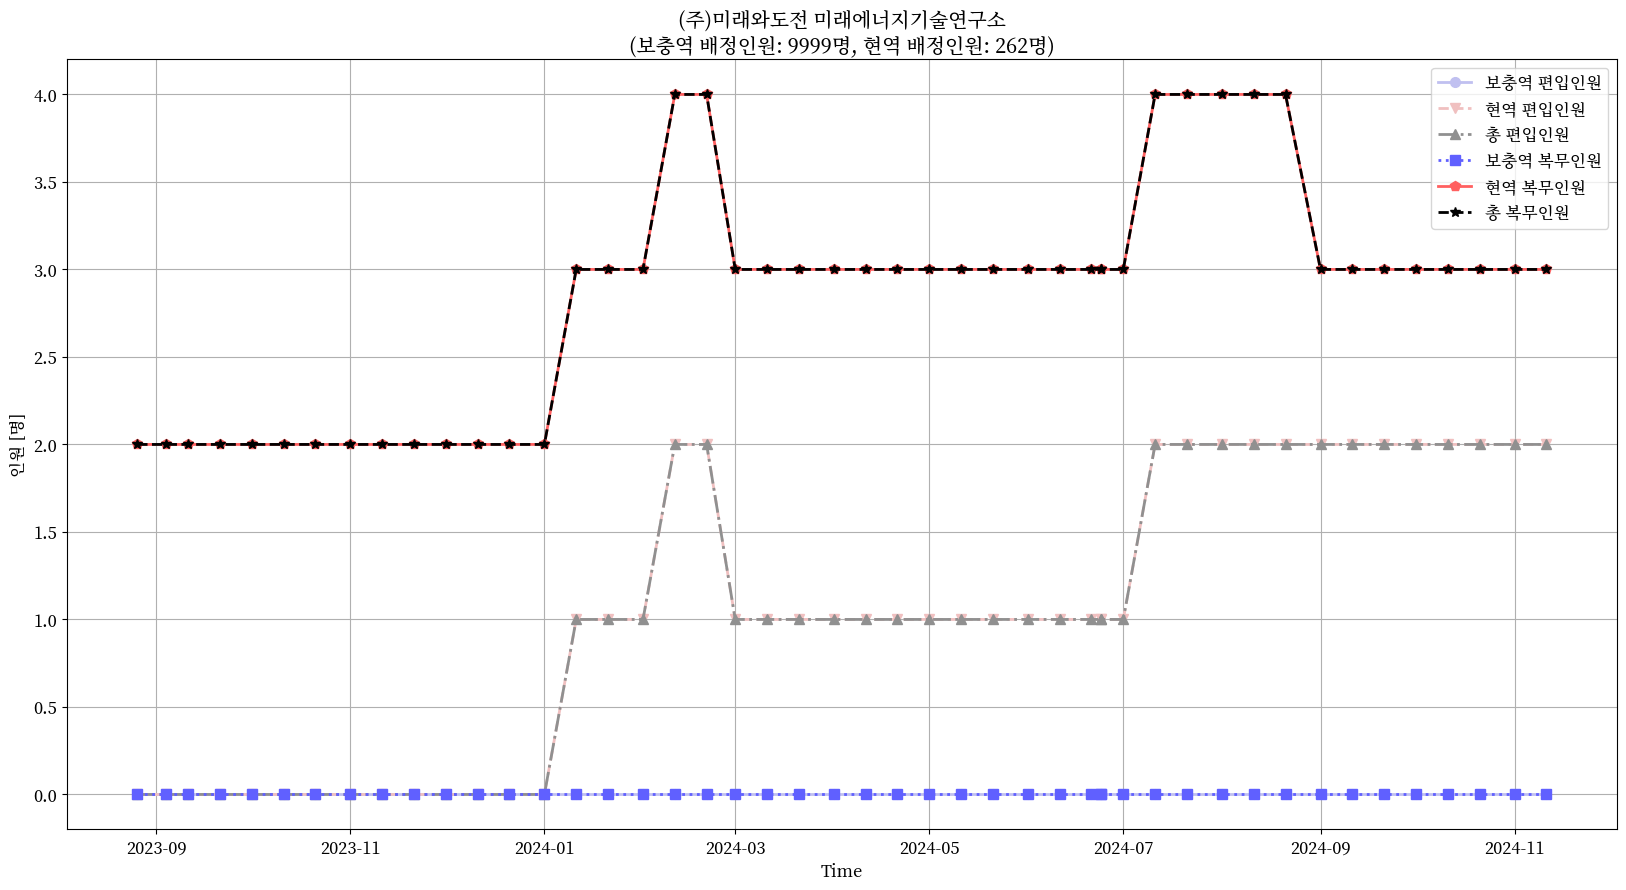 (주)미래와도전 미래에너지기술연구소
(보충역 배정인원: 9999명, 현역 배정인원: 262명)
보충역 편입인원
현역 편입인원
총 편입인원
보충역 복무인원
현역 복무인원
총 복무인원
인원 [명]
4.0
3.5
3.0
2.5
2.0
1.5
1.0
0.5
0.0
2023-09
2023-11
2024-01
2024-03
2024-05
2024-07
2024-09
2024-11
Time